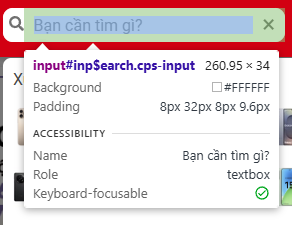 Bạn cần tìm gì?
X
input#inp$earch.cps-input 260.95 × 34
Background #FFFFFF
Padding 8px 32px 8px 9.6px
ACCESSIBILITY
Name Bạn cần tìm gì?
Role textbox
Keyboard-focusable